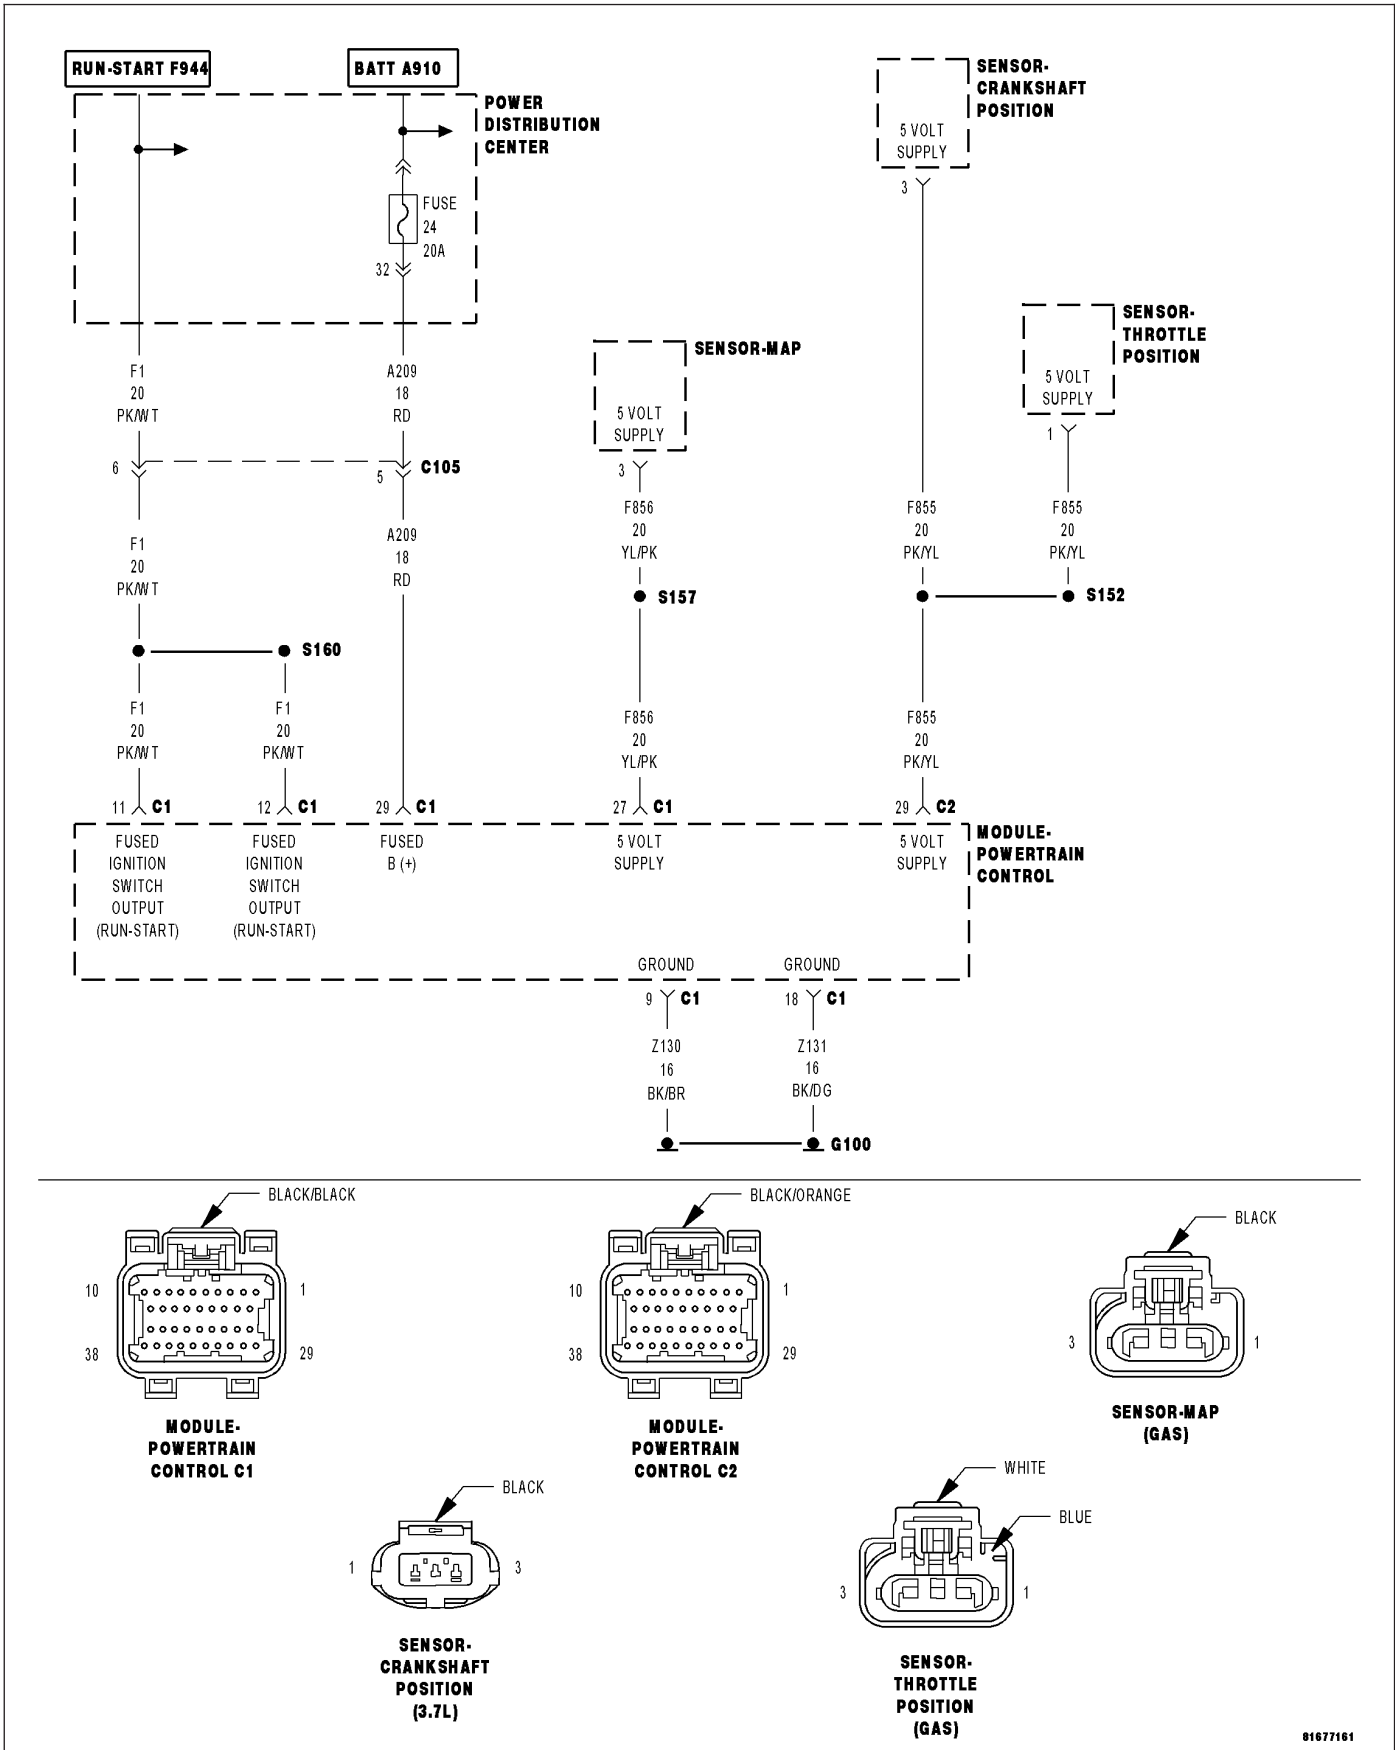 RUN-START F944
BATT A910
POWER
DISTRIBUTION
CENTER
FUSE
24
20A
32
SENSOR-
CRANKSHAFT
POSITION
5 VOLT
SUPPLY
3
SENSOR-
THROTTLE
POSITION
5 VOLT
SUPPLY
1
SENSOR-MAP
5 VOLT
SUPPLY
3
F1
20
PK/WT
A209
18
RD
6
5
C105
F1
20
PK/WT
A209
18
RD
F856
20
YL/PK
F855
20
PK/YL
F855
20
PK/YL
S157
S152
S160
F1
20
PK/WT
F1
20
PK/WT
F856
20
YL/PK
F855
20
PK/YL
11 C1
12 C1
29 C1
27 C1
29 C2
FUSED
IGNITION
SWITCH
OUTPUT
(RUN-START)
FUSED
IGNITION
SWITCH
OUTPUT
(RUN-START)
FUSED
B (+)
5 VOLT
SUPPLY
5 VOLT
SUPPLY
MODULE-
POWERTRAIN
CONTROL
GROUND
GROUND
9 C1
18 C1
Z130
16
BK/BR
Z131
16
BK/DG
G100
BLACK/BLACK
10
1
38
29
MODULE-
POWERTRAIN
CONTROL C1
BLACK/ORANGE
10
1
38
29
MODULE-
POWERTRAIN
CONTROL C2
BLACK
3
1
SENSOR-MAP
(GAS)
BLACK
1
3
SENSOR-
CRANKSHAFT
POSITION
(3.7L)
WHITE
BLUE
3
1
SENSOR-
THROTTLE
POSITION
(GAS)
81677161